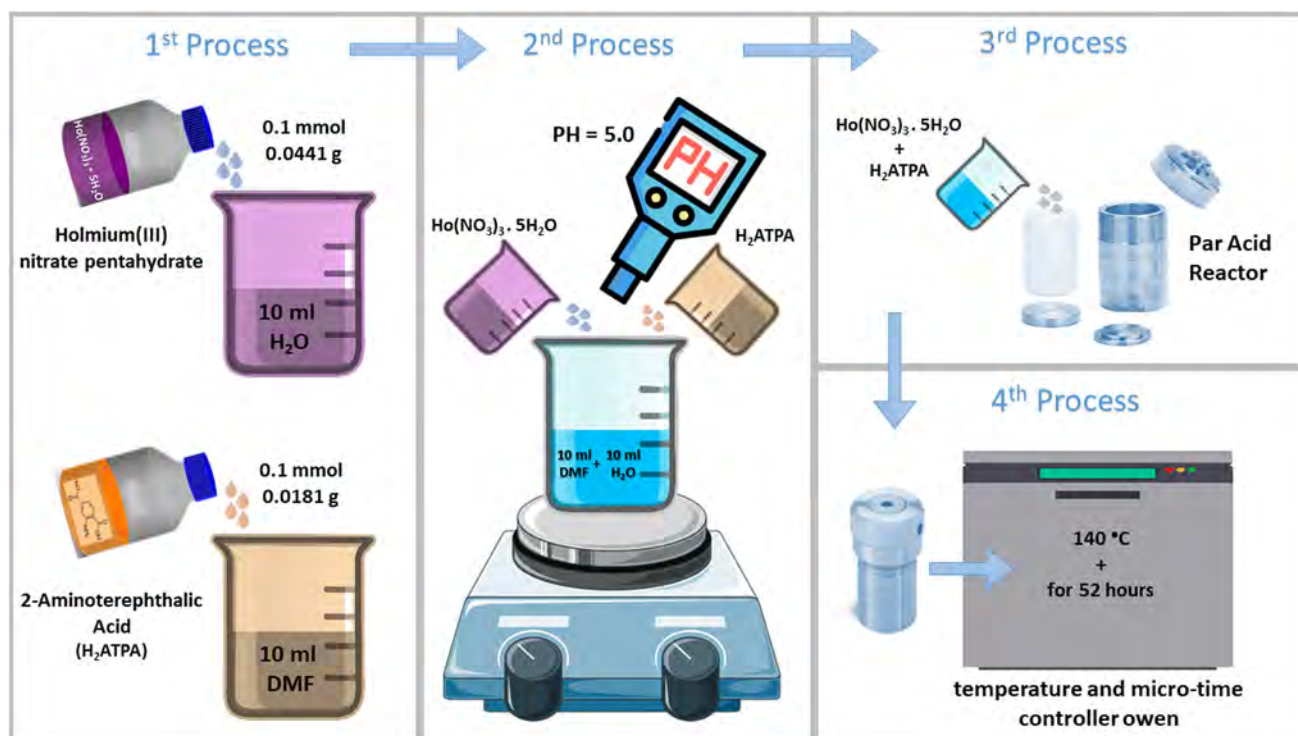 1st Process
Ho(NO₃)₃ • 5H₂O
0.1 mmol
0.0441 g
Holmium(III)
nitrate pentahydrate
10 ml
H₂O
0.1 mmol
0.0181 g
2-Aminoterephthalic
Acid
(H₂ATPA)
10 ml
DMF
2nd Process
PH = 5.0
PH
Ho(NO₃)₃. 5H₂O
H₂ATPA
10 ml + 10 ml
DMF H₂O
3rd Process
Ho(NO₃)₃. 5H₂O
+
H₂ATPA
Par Acid
Reactor
4th Process
140 °C
+
for 52 hours
temperature and micro-time
controller owen